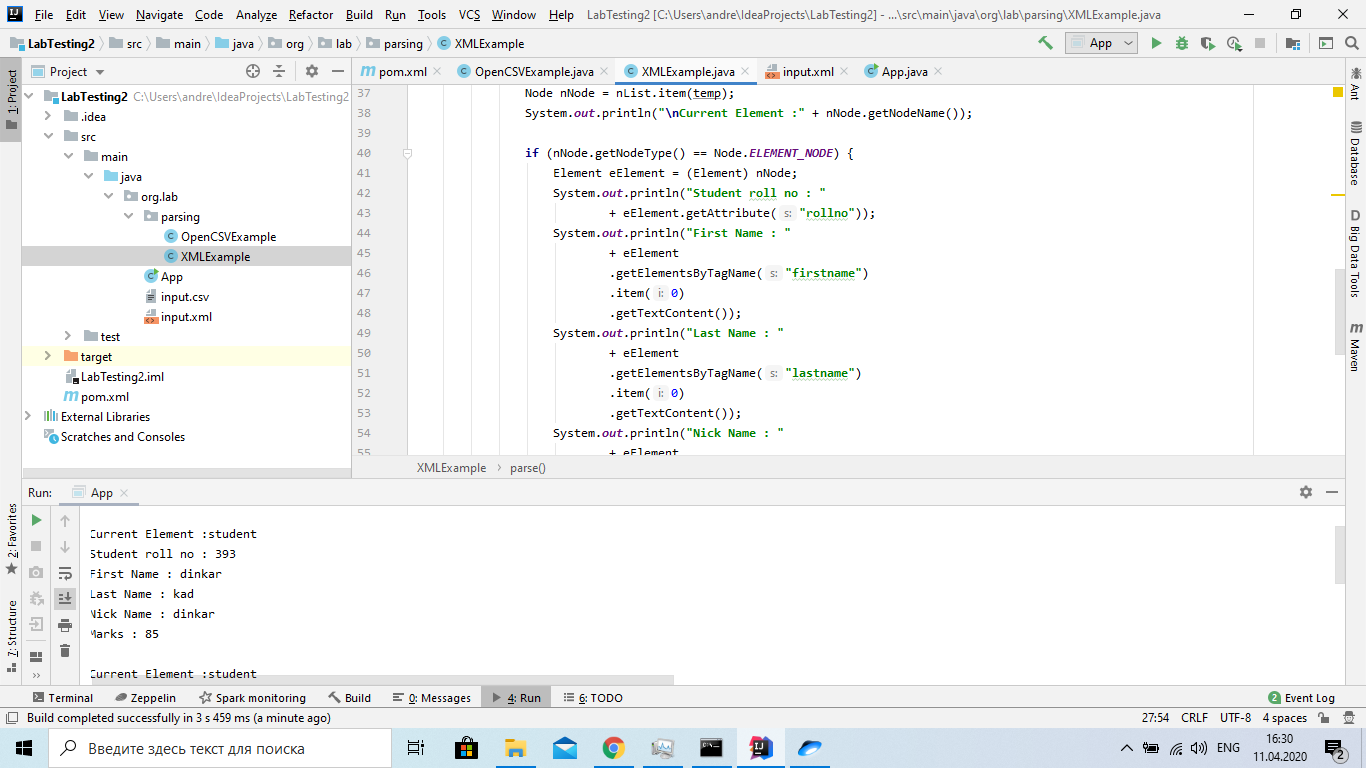 File Edit View Navigate Code Analyze Refactor Build Run Tools VCS Window Help LabTesting2 [C:\Users\andre\IdeaProjects\LabTesting2] - ...\src\main\java\org\lab\parsing\XMLExample.java
LabTesting2 src main java org lab parsing XMLExample App
Project
pom.xml OpenCSVExample.java XMLExample.java input.xml App.java
1: Project
LabTesting2 C:\Users\andre\IdeaProjects\LabTesting2
.idea
src
main
java
org.lab
parsing
OpenCSVExample
XMLExample
App
input.csv
input.xml
test
target
LabTesting2.iml
pom.xml
External Libraries
Scratches and Consoles
37 Node nNode = nList.item(temp);
38 System.out.println("\nCurrent Element :" + nNode.getNodeName());
39
40 if (nNode.getNodeType() == Node.ELEMENT_NODE) {
41 Element eElement = (Element) nNode;
42 System.out.println("Student roll no : "
43 + eElement.getAttribute( s: "rollno"));
44 System.out.println("First Name : "
45 + eElement
46 .getElementsByTagName( s: "firstname")
47 .item( i: 0)
48 .getTextContent());
49 System.out.println("Last Name : "
50 + eElement
51 .getElementsByTagName( s: "lastname")
52 .item( i: 0)
53 .getTextContent());
54 System.out.println("Nick Name : "
55 + eElement
XMLExample parse()
Ant
Database
Big Data Tools
Maven
Run: App
2: Favorites
7: Structure
Current Element :student
Student roll no : 393
First Name : dinkar
Last Name : kad
Nick Name : dinkar
Marks : 85
Current Element :student
Terminal Zeppelin Spark monitoring Build 0: Messages 4: Run 6: TODO 2 Event Log
Build completed successfully in 3 s 459 ms (a minute ago) 27:54 CRLF UTF-8 4 spaces
Введите здесь текст для поиска
ENG
16:30
11.04.2020
2